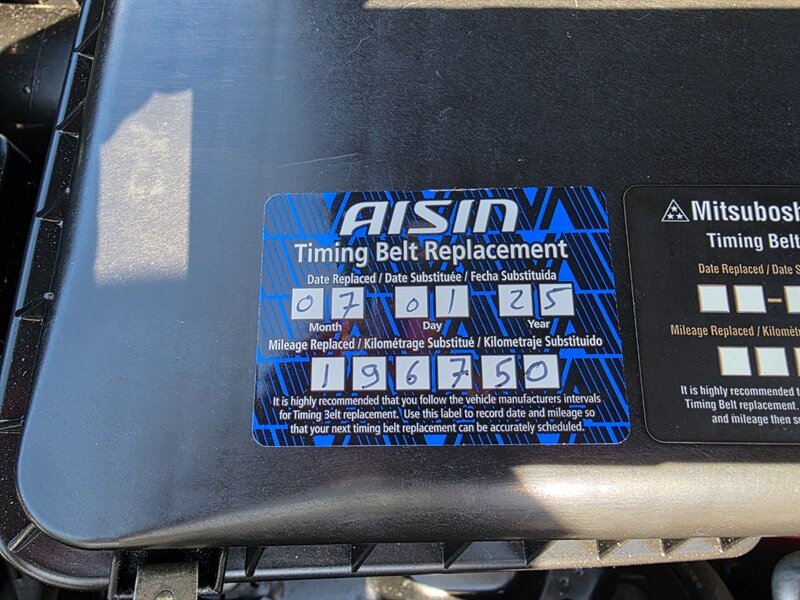 AISIN
Timing Belt Replacement
Date Replaced / Date Substituée / Fecha Substituida
07 01 25
Month Day Year
Mileage Replaced / Kilométrage Substitué / Kilometraje Substituido
196750
It is highly recommended that you follow the vehicle manufacturers intervals
for Timing Belt replacement. Use this label to record date and mileage so
that your next timing belt replacement can be accurately scheduled.
Mitsubosh
Timing Belt
Date Replaced / Date S
-
Mileage Replaced / Kilomét
It is highly recommended t
Timing Belt replacement.
and mileage then s